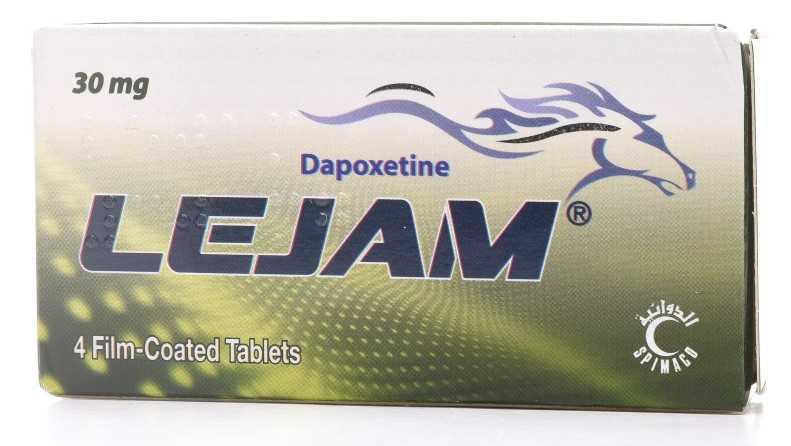 30 mg
Dapoxetine
LEJAM®
4 Film-Coated Tablets
الدوائية
SPIMACO